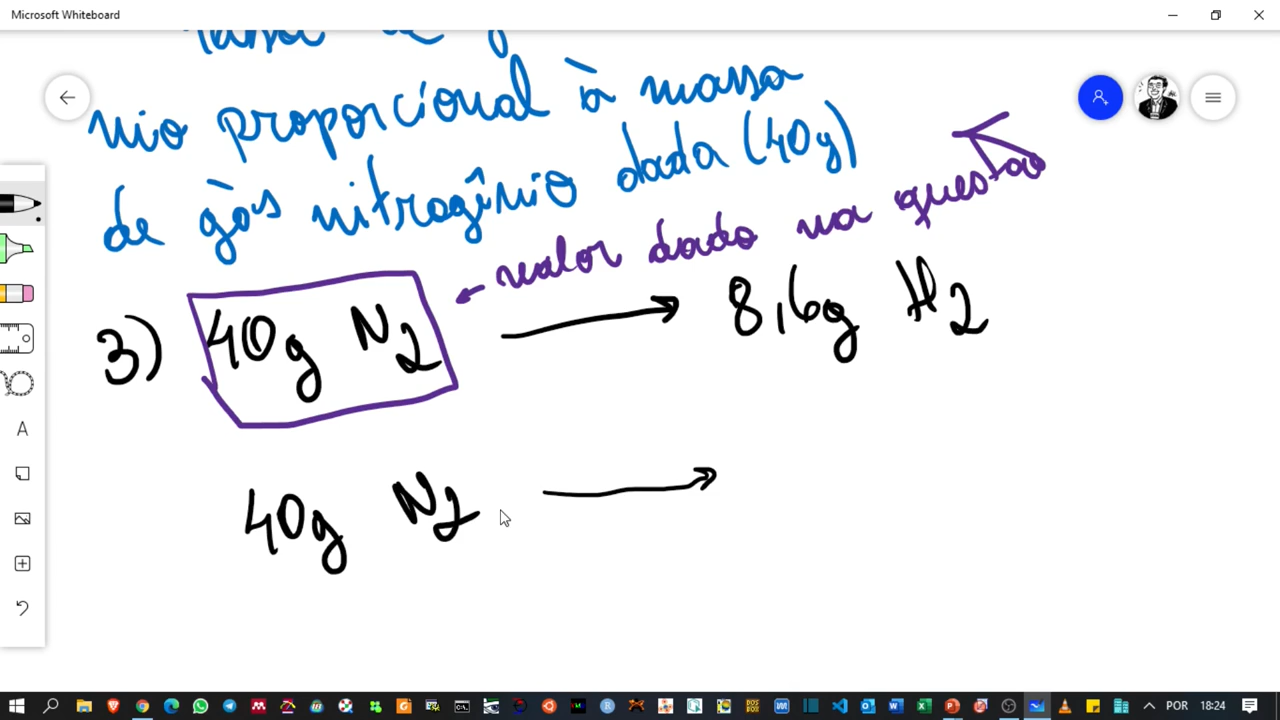 Microsoft Whiteboard
nio proporcional à massa
de gás nitrogênio dada (40g)
valor dado na questão
3) 40g N2 → 8,6g H2
40g N2 →
A
POR 18:24